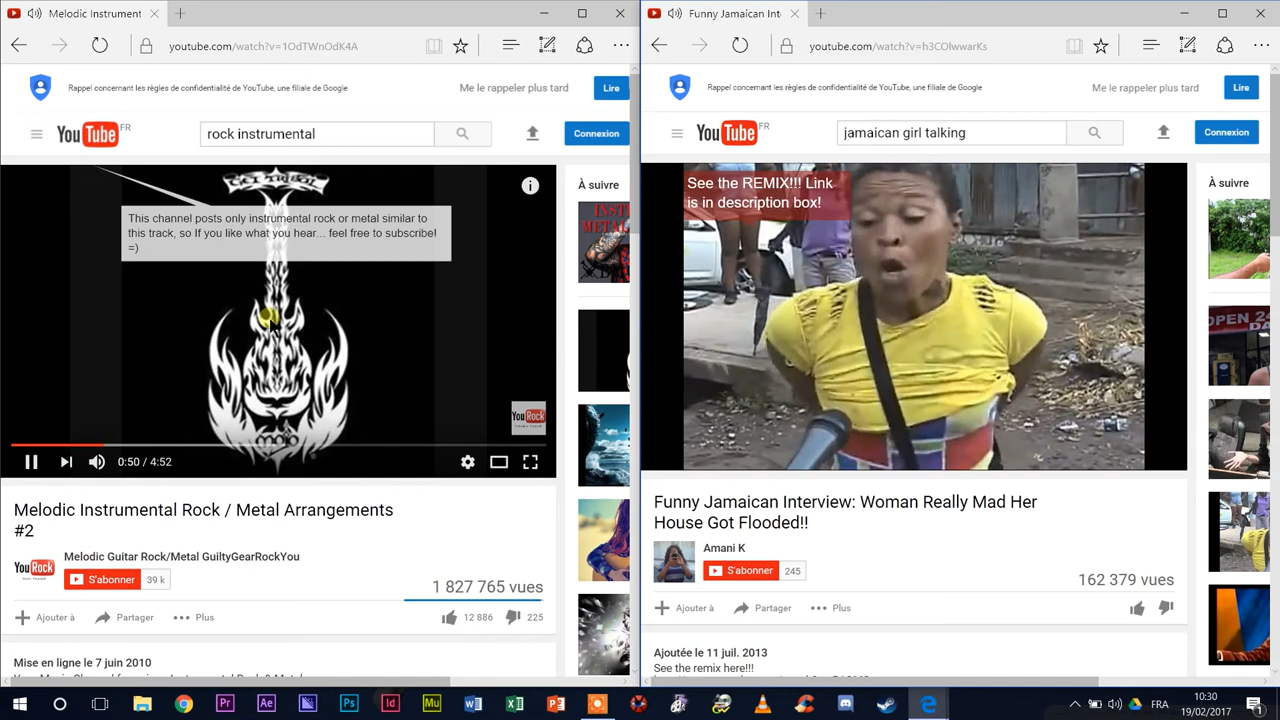 Melodic Instrument
youtube.com/watch?v=1OdTWnOdK4A
Rappel concernant les règles de confidentialité de YouTube, une filiale de Google
Me le rappeler plus tard
Lire
YouTube FR
rock instrumental
Connexion
This channel posts only instrumental rock or metal similar to
this track, so If you like what you hear... feel free to subscribe!
=)
YouRock
0:50 / 4:52
À suivre
Melodic Instrumental Rock / Metal Arrangements
#2
YouRock
Melodic Guitar Rock/Metal GuiltyGearRockYou
S'abonner 39 k
1 827 765 vues
Ajouter à Partager Plus 12 886 225
Mise en ligne le 7 juin 2010
Funny Jamaican Int
youtube.com/watch?v=h3COlwwarKs
Rappel concernant les règles de confidentialité de YouTube, une filiale de Google
Me le rappeler plus tard
Lire
YouTube FR
jamaican girl talking
Connexion
See the REMIX!!! Link
is in description box!
À suivre
Funny Jamaican Interview: Woman Really Mad Her
House Got Flooded!!
Amani K
S'abonner 245
162 379 vues
Ajouter à Partager Plus
Ajoutée le 11 juil. 2013
See the remix here!!!
Pr Ae Ps Id Mu
FRA
10:30
19/02/2017
1